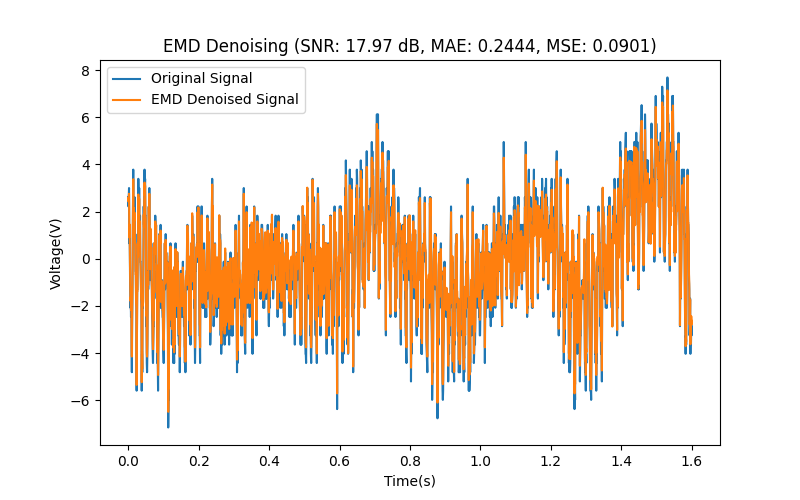 EMD Denoising (SNR: 17.97 dB, MAE: 0.2444, MSE: 0.0901)
Original Signal
EMD Denoised Signal
Voltage(V)
8
6
4
2
0
−2
−4
−6
0.0 0.2 0.4 0.6 0.8 1.0 1.2 1.4 1.6
Time(s)